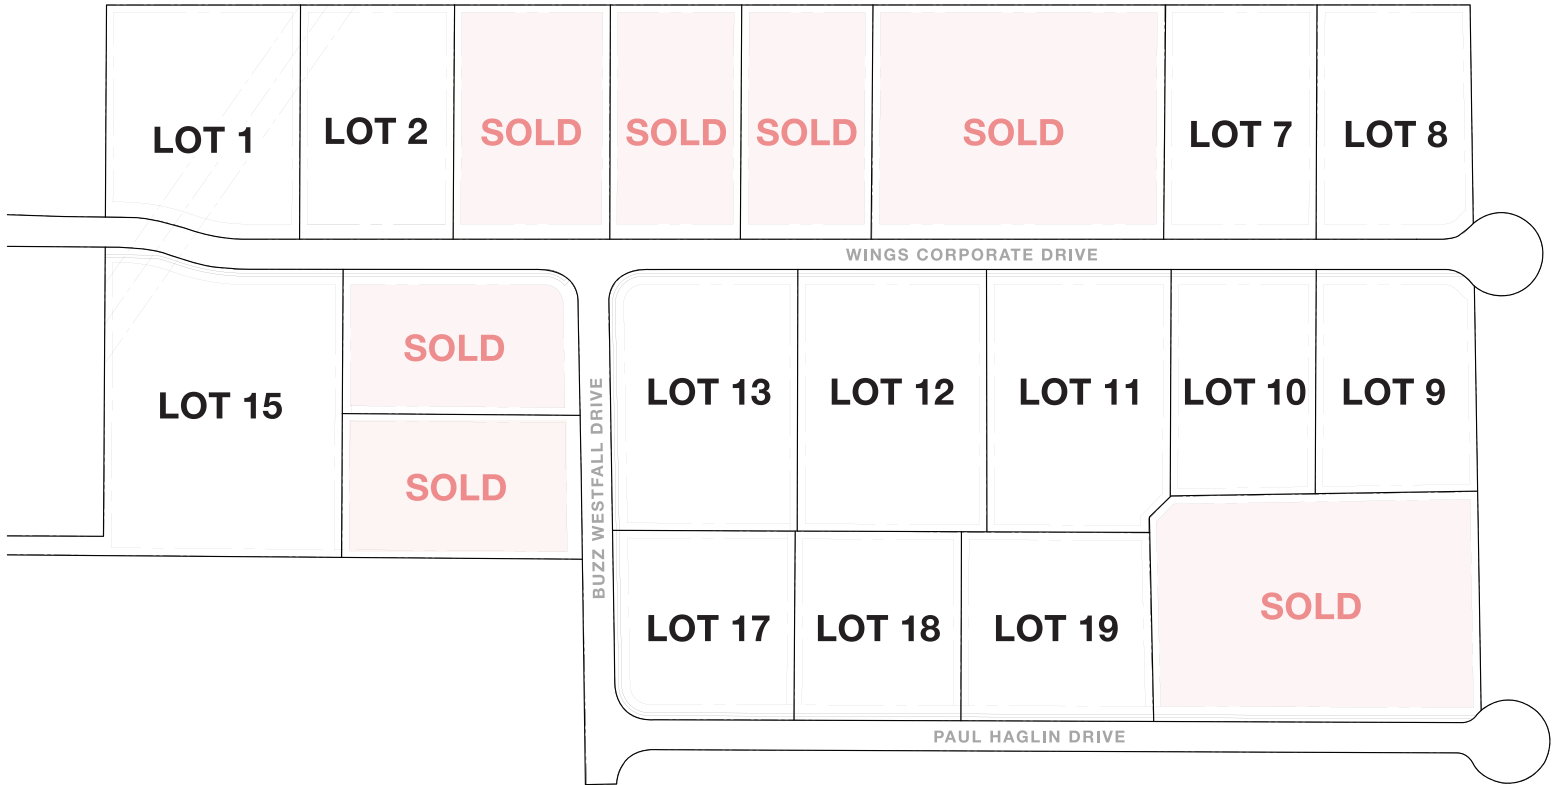 LOT 1
LOT 2
SOLD
SOLD
SOLD
SOLD
LOT 7
LOT 8
WINGS CORPORATE DRIVE
LOT 15
SOLD
SOLD
BUZZ WESTFALL DRIVE
LOT 13
LOT 12
LOT 11
LOT 10
LOT 9
LOT 17
LOT 18
LOT 19
SOLD
PAUL HAGLIN DRIVE